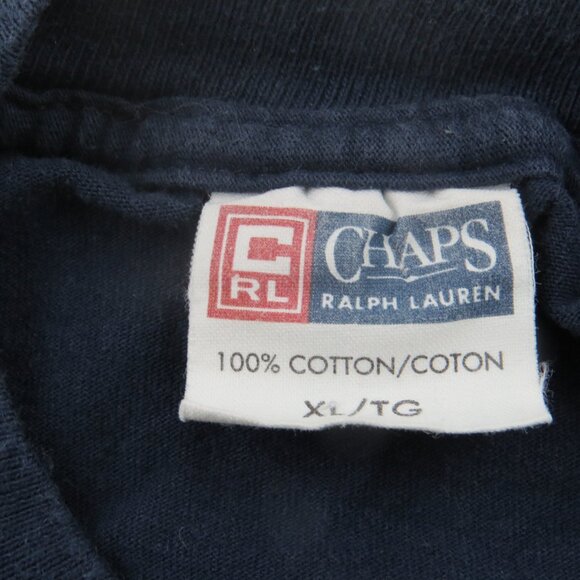 C
RL
CHAPS
RALPH LAUREN
100% COTTON/COTON
XL/TG